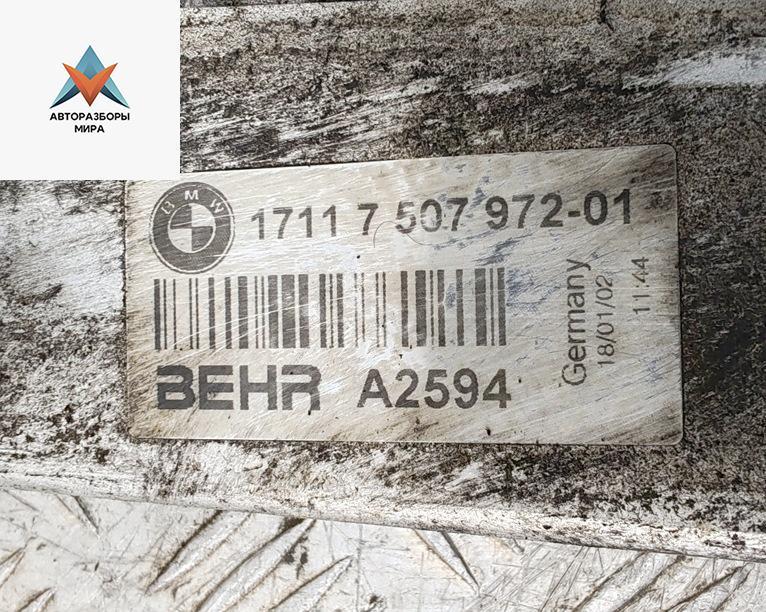 АВТОРАЗБОРЫ
МИРА
BMW
1711 7 507 972-01
BEHR A2594
Germany
18/01/02
11:44